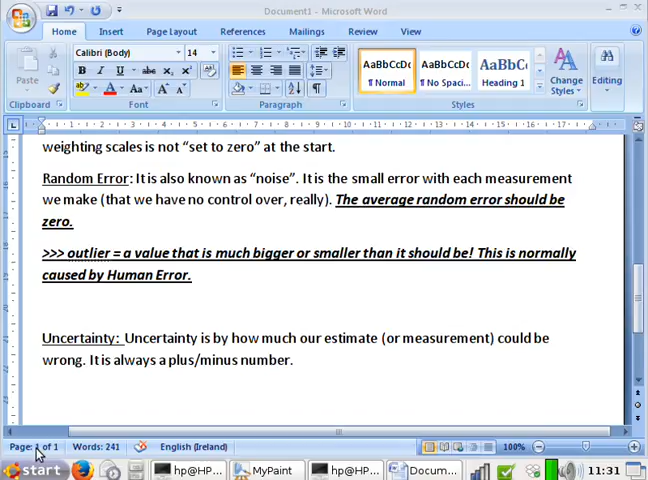 Document1 - Microsoft Word
Home Insert Page Layout References Mailings Review View
Paste
Calibri (Body) 14
AaBbCcDc AaBbCcDc AaBbCc
¶ Normal ¶ No Spaci... Heading 1
Change Styles
Editing
Clipboard Font Paragraph Styles
weighting scales is not “set to zero” at the start.
Random Error: It is also known as “noise”. It is the small error with each measurement
we make (that we have no control over, really). The average random error should be
zero.
>>> outlier = a value that is much bigger or smaller than it should be! This is normally
caused by Human Error.
Uncertainty: Uncertainty is by how much our estimate (or measurement) could be
wrong. It is always a plus/minus number.
Page: 1 of 1 Words: 241 English (Ireland) 100%
start hp@HP... MyPaint hp@HP... Docum... 11:31